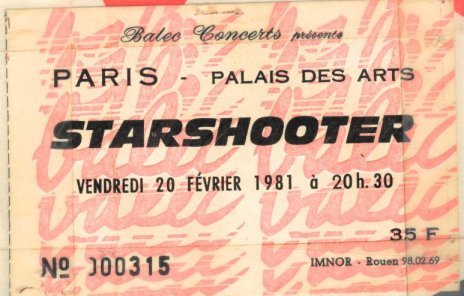 Balec Concerts présente
PARIS - PALAIS DES ARTS
STARSHOOTER
VENDREDI 20 FÉVRIER 1981 à 20h.30
35 F
Nº 000315
IMNOR - Rouen 98.02.69